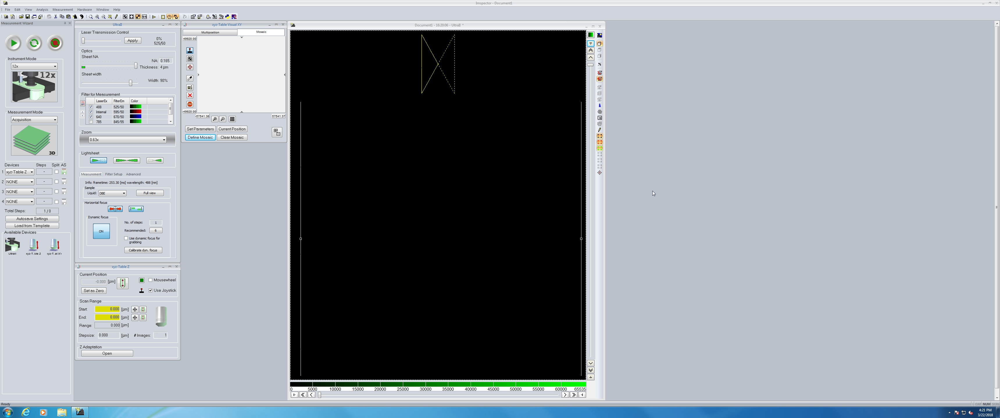 Imspector - Document1
File Edit View Analysis Measurement Hardware Window Help
Measurement Wizard
Instrument Mode
12x
12x
Measurement Mode
Acquisition
3D
Devices Steps Split AS
1 xyz-Table Z -
2 NONE -
3 NONE -
4 NONE -
Total Steps: 1 / 0
Autosave Settings
Load from Template
Available Devices
UltraII xyz-T..ble Z xyz-T..al XY
UltraII
Laser Transmission Control
Apply 0%
525/50
Optics
Sheet NA
NA: 0.165
Thickness: 4 µm
Sheet width
Width: 90%
Filter for Measurement
LaserEx FilterEm Color
488 525/50
Internal 595/50
640 670/50
785 845/55
Zoom
0.63x
Lightsheet
Measurement Filter Setup Advanced
Info: frametime: 253.30 [ms] wavelength: 488 [nm]
Sample
Liquid: DBE Full view
Horizontal focus
Dynamic focus
ON
No. of steps: 1
Recommended: 6
Use dynamic focus for
grabbing
Calibrate dyn. focus
xyz-Table Z
Current Position
-0.000 [µm]
Mousewheel
Set as Zero
Use Joystick
Scan Range
Start: 0.000 [µm]
End: 0.000 [µm]
Range: 0.000 [µm]
Stepsize: 0.000 [µm] # Images: 1
Z Adaptation
Open
xyz-Table Visual XY
Multiposition Mosaic
49920.00
STOP
-49920.00
-57541.38 57541.37
Set Parameters Current Position
Define Mosaic Clear Mosaic
Document1 - 16:20:06 - UltraII *
0 5000 10000 15000 20000 25000 30000 35000 40000 45000 50000 55000 60000 65535
Ready
CAP NUM SCRL
4:21 PM
3/22/2018